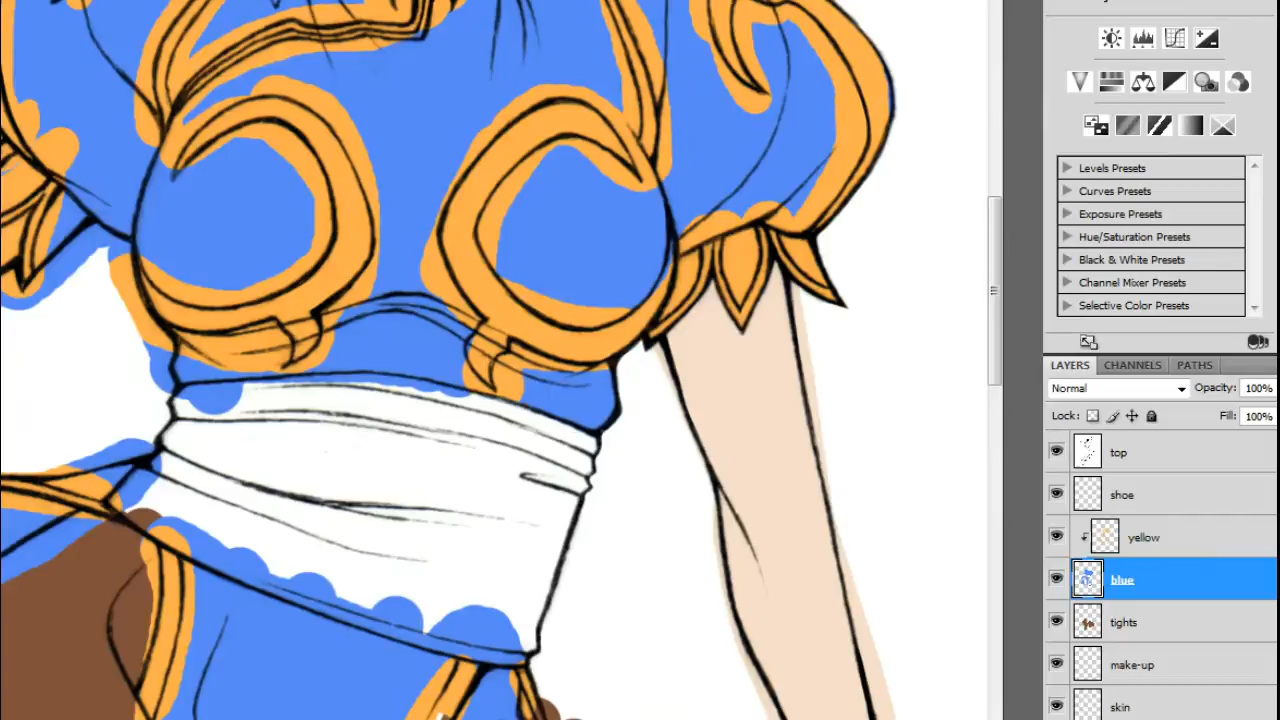 Levels Presets
Curves Presets
Exposure Presets
Hue/Saturation Presets
Black & White Presets
Channel Mixer Presets
Selective Color Presets
LAYERS CHANNELS PATHS
Normal Opacity: 100%
Lock: Fill: 100%
top
shoe
yellow
blue
tights
make-up
skin